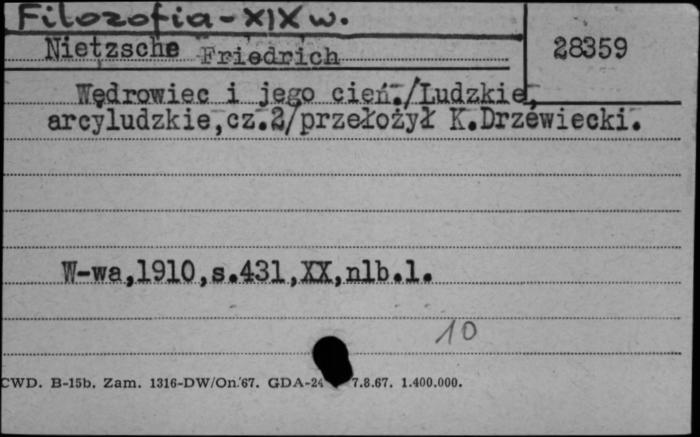 Filozofia - XIX w.
Nietzsche Friedrich
28359
Wędrowiec i jego cień./Ludzkie,
arcyludzkie,cz.2/przełożył K.Drzewiecki.
W-wa,1910,s.431,XX,nlb.1.
10
CWD. B-15b. Zam. 1316-DW/On.'67. GDA-24 7.8.67. 1.400.000.